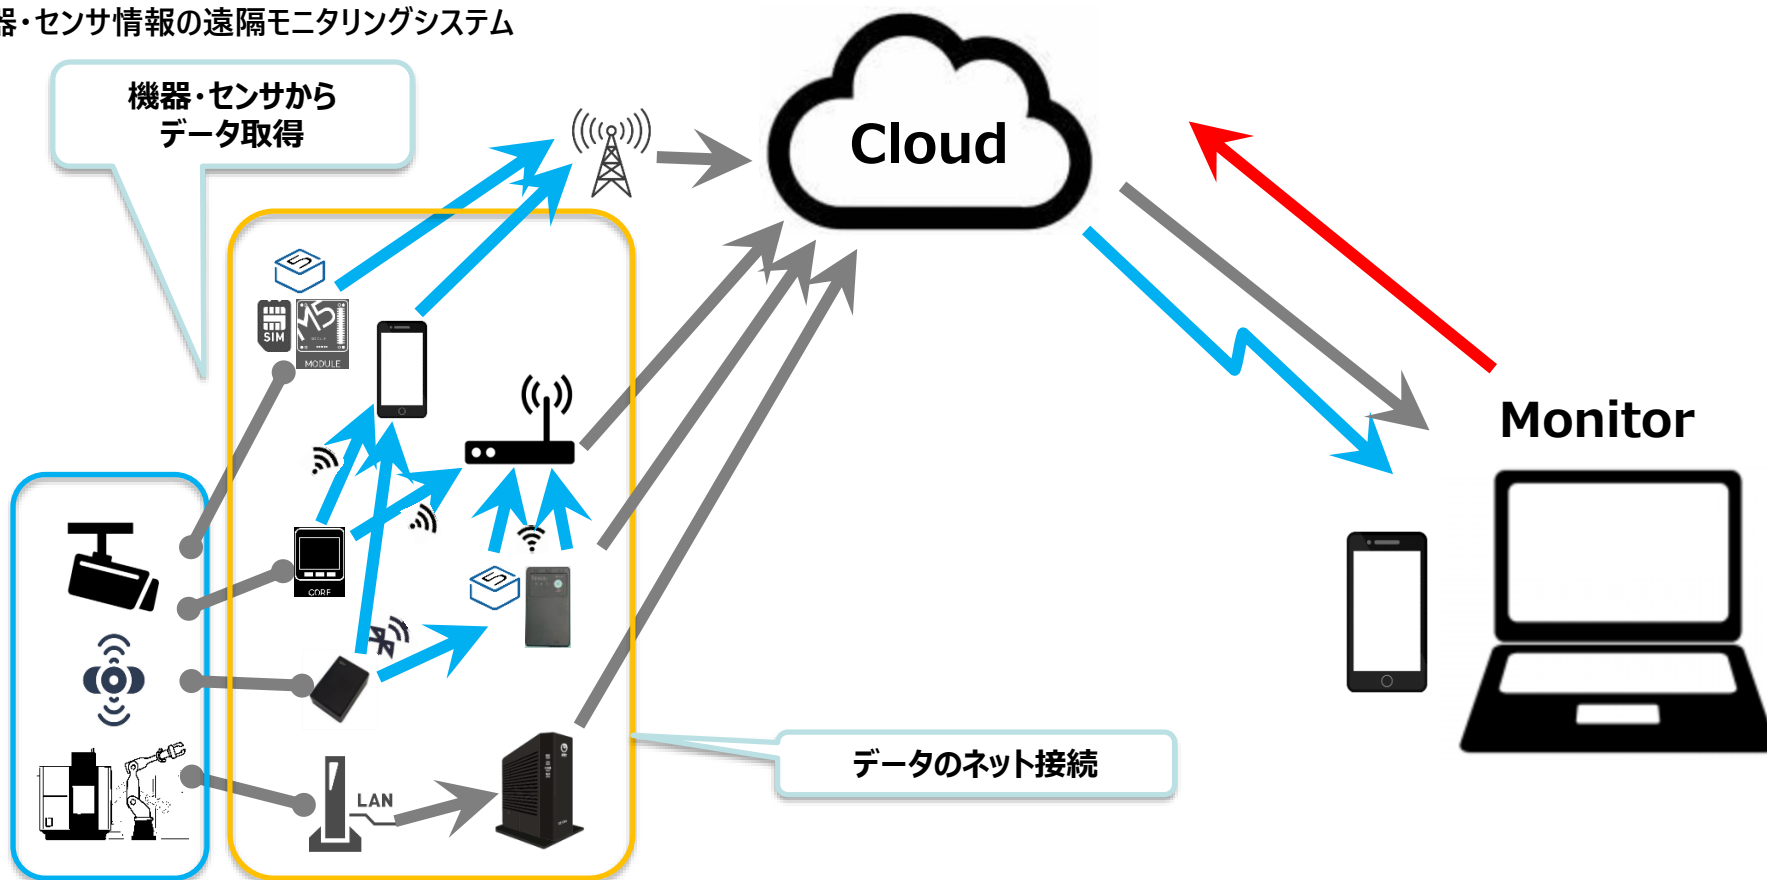 器・センサ情報の遠隔モニタリングシステム
機器・センサから
データ取得
Cloud
SIM
M5
MODULE
Monitor
CORE
データのネット接続
LAN